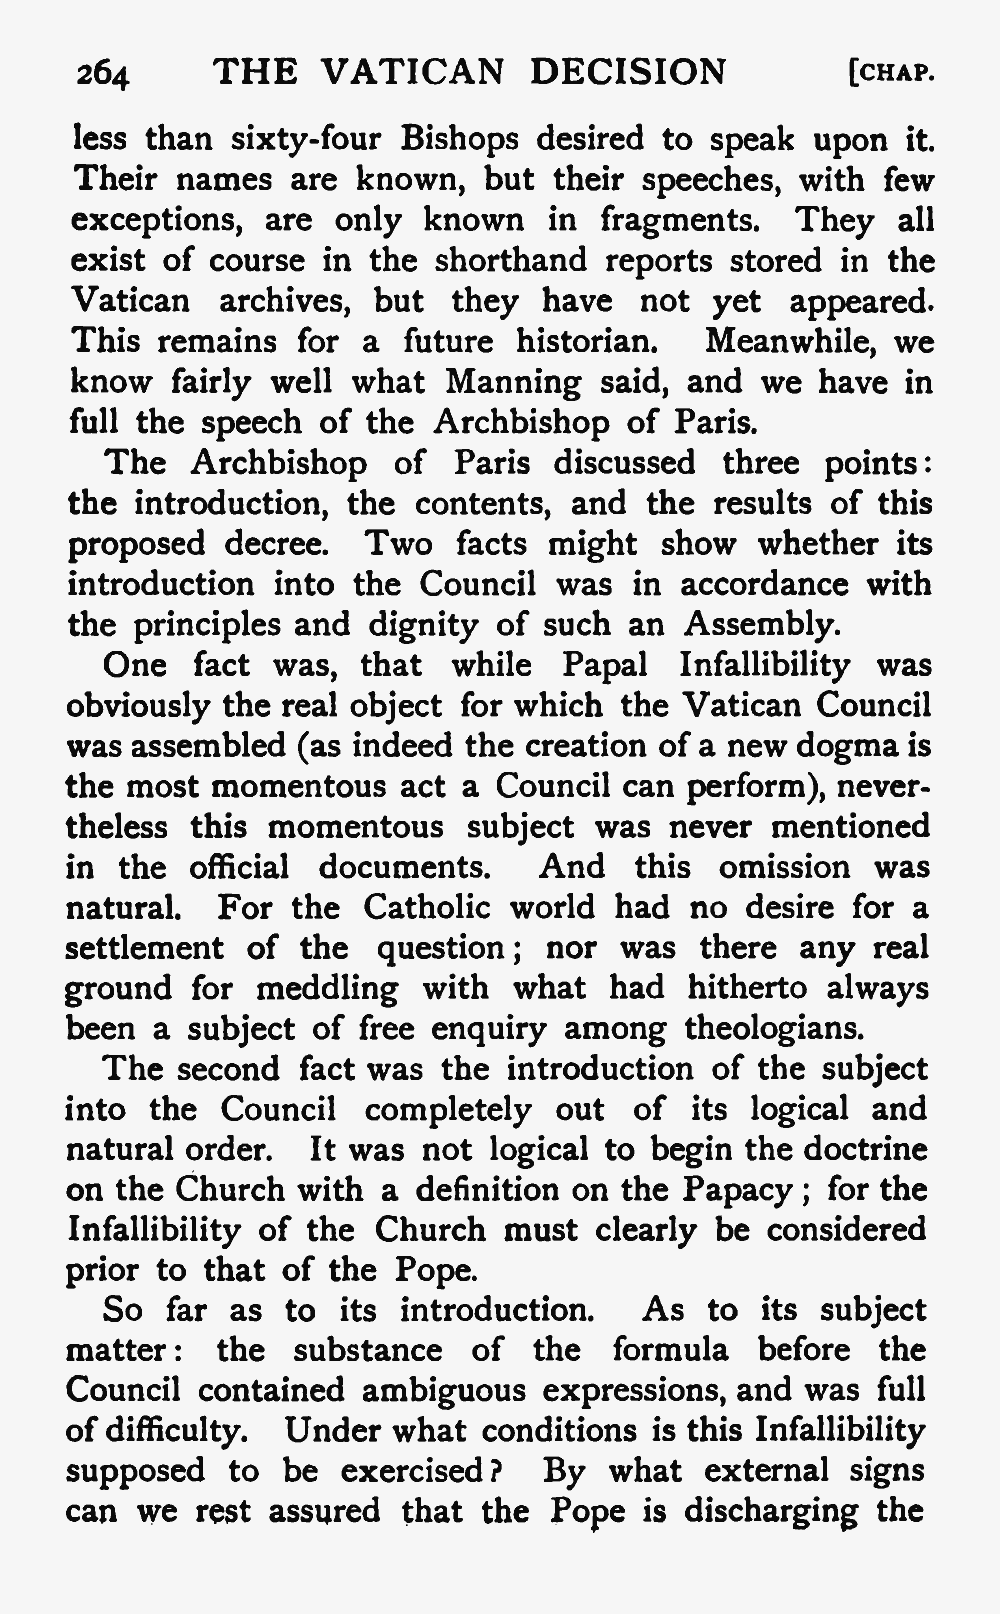 264 THE VATICAN DECISION [CHAP.
less than sixty-four Bishops desired to speak upon it.
Their names are known, but their speeches, with few
exceptions, are only known in fragments. They all
exist of course in the shorthand reports stored in the
Vatican archives, but they have not yet appeared.
This remains for a future historian. Meanwhile, we
know fairly well what Manning said, and we have in
full the speech of the Archbishop of Paris.
The Archbishop of Paris discussed three points:
the introduction, the contents, and the results of this
proposed decree. Two facts might show whether its
introduction into the Council was in accordance with
the principles and dignity of such an Assembly.
One fact was, that while Papal Infallibility was
obviously the real object for which the Vatican Council
was assembled (as indeed the creation of a new dogma is
the most momentous act a Council can perform), never-
theless this momentous subject was never mentioned
in the official documents. And this omission was
natural. For the Catholic world had no desire for a
settlement of the question; nor was there any real
ground for meddling with what had hitherto always
been a subject of free enquiry among theologians.
The second fact was the introduction of the subject
into the Council completely out of its logical and
natural order. It was not logical to begin the doctrine
on the Church with a definition on the Papacy; for the
Infallibility of the Church must clearly be considered
prior to that of the Pope.
So far as to its introduction. As to its subject
matter: the substance of the formula before the
Council contained ambiguous expressions, and was full
of difficulty. Under what conditions is this Infallibility
supposed to be exercised? By what external signs
can we rest assured that the Pope is discharging the